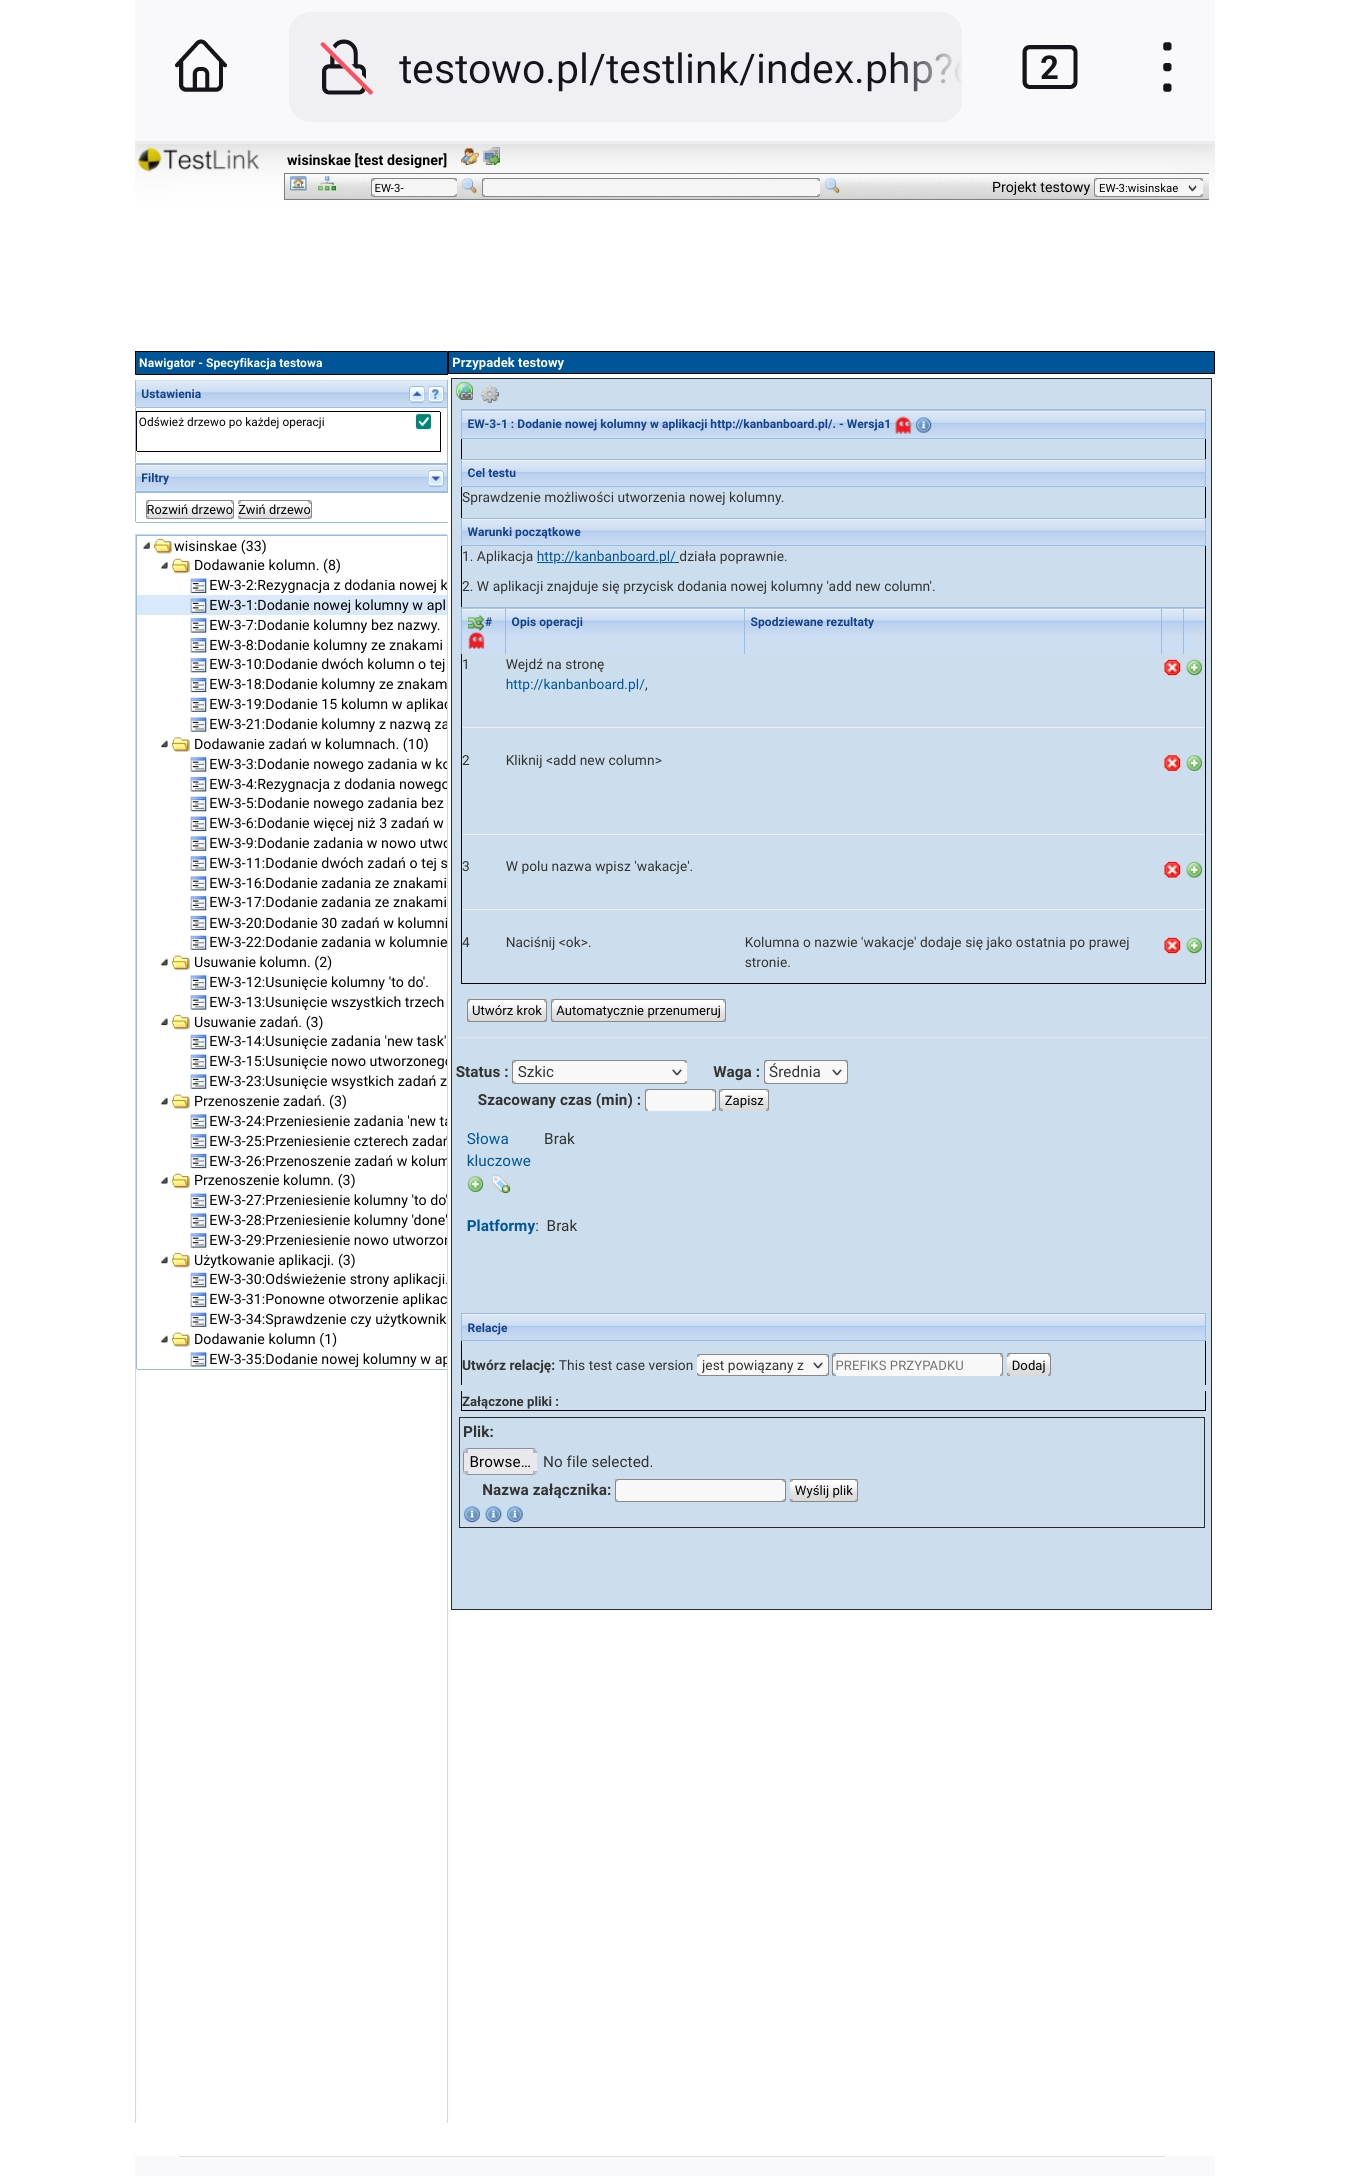 testowo.pl/testlink/index.php?
2
TestLink
wisinskae [test designer]
EW-3-
Projekt testowy EW-3:wisinskae
Nawigator - Specyfikacja testowa
Ustawienia
?
Odśwież drzewo po każdej operacji
Filtry
Rozwiń drzewo Zwiń drzewo
wisinskae (33)
Dodawanie kolumn. (8)
EW-3-2:Rezygnacja z dodania nowej k
EW-3-1:Dodanie nowej kolumny w apl
EW-3-7:Dodanie kolumny bez nazwy.
EW-3-8:Dodanie kolumny ze znakami
EW-3-10:Dodanie dwóch kolumn o tej
EW-3-18:Dodanie kolumny ze znakam
EW-3-19:Dodanie 15 kolumn w aplikac
EW-3-21:Dodanie kolumny z nazwą za
Dodawanie zadań w kolumnach. (10)
EW-3-3:Dodanie nowego zadania w ko
EW-3-4:Rezygnacja z dodania nowego
EW-3-5:Dodanie nowego zadania bez
EW-3-6:Dodanie więcej niż 3 zadań w
EW-3-9:Dodanie zadania w nowo utwo
EW-3-11:Dodanie dwóch zadań o tej s
EW-3-16:Dodanie zadania ze znakami
EW-3-17:Dodanie zadania ze znakami
EW-3-20:Dodanie 30 zadań w kolumni
EW-3-22:Dodanie zadania w kolumnie
Usuwanie kolumn. (2)
EW-3-12:Usunięcie kolumny 'to do'.
EW-3-13:Usunięcie wszystkich trzech
Usuwanie zadań. (3)
EW-3-14:Usunięcie zadania 'new task'
EW-3-15:Usunięcie nowo utworzonego
EW-3-23:Usunięcie wsystkich zadań z
Przenoszenie zadań. (3)
EW-3-24:Przeniesienie zadania 'new ta
EW-3-25:Przeniesienie czterech zadań
EW-3-26:Przenoszenie zadań w kolum
Przenoszenie kolumn. (3)
EW-3-27:Przeniesienie kolumny 'to do'
EW-3-28:Przeniesienie kolumny 'done'
EW-3-29:Przeniesienie nowo utworzon
Użytkowanie aplikacji. (3)
EW-3-30:Odświeżenie strony aplikacji.
EW-3-31:Ponowne otworzenie aplikac
EW-3-34:Sprawdzenie czy użytkownik
Dodawanie kolumn (1)
EW-3-35:Dodanie nowej kolumny w ap
Przypadek testowy
EW-3-1 : Dodanie nowej kolumny w aplikacji http://kanbanboard.pl/. - Wersja1
Cel testu
Sprawdzenie możliwości utworzenia nowej kolumny.
Warunki początkowe
1. Aplikacja http://kanbanboard.pl/ działa poprawnie.
2. W aplikacji znajduje się przycisk dodania nowej kolumny 'add new column'.
# Opis operacji Spodziewane rezultaty
1 Wejdź na stronę
http://kanbanboard.pl/,
2 Kliknij <add new column>
3 W polu nazwa wpisz 'wakacje'.
4 Naciśnij <ok>. Kolumna o nazwie 'wakacje' dodaje się jako ostatnia po prawej
stronie.
Utwórz krok Automatycznie przenumeruj
Status : Szkic Waga : Średnia
Szacowany czas (min) : Zapisz
Słowa Brak
kluczowe
Platformy: Brak
Relacje
Utwórz relację: This test case version jest powiązany z PREFIKS PRZYPADKU Dodaj
Załączone pliki :
Plik:
Browse... No file selected.
Nazwa załącznika: Wyślij plik